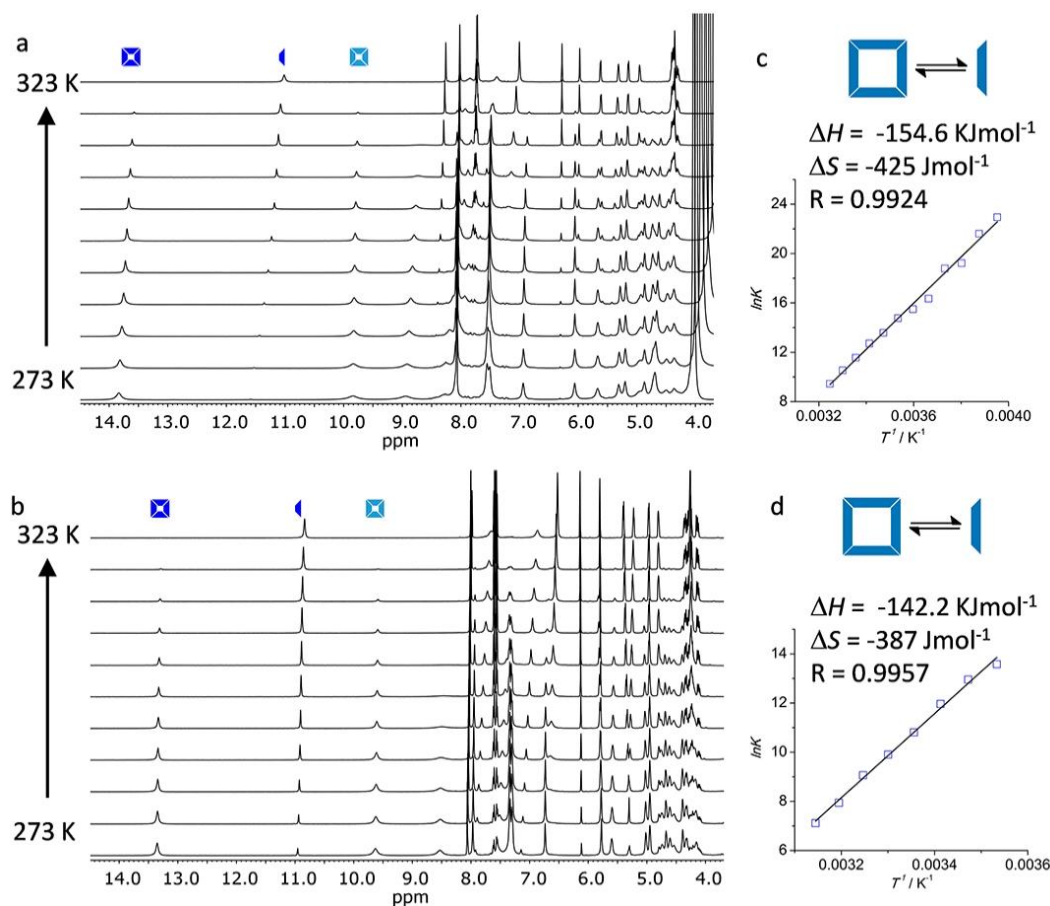 a
323 K
273 K
14.0 13.0 12.0 11.0 10.0 9.0 8.0 7.0 6.0 5.0 4.0
ppm
c
ΔH = -154.6 KJmol⁻¹
ΔS = -425 Jmol⁻¹
R = 0.9924
24
20
16
12
8
lnK
0.0032 0.0036 0.0040
T¹ / K⁻¹
b
323 K
273 K
14.0 13.0 12.0 11.0 10.0 9.0 8.0 7.0 6.0 5.0 4.0
ppm
d
ΔH = -142.2 KJmol⁻¹
ΔS = -387 Jmol⁻¹
R = 0.9957
14
12
10
8
6
lnK
0.0032 0.0034 0.0036
T¹ / K⁻¹